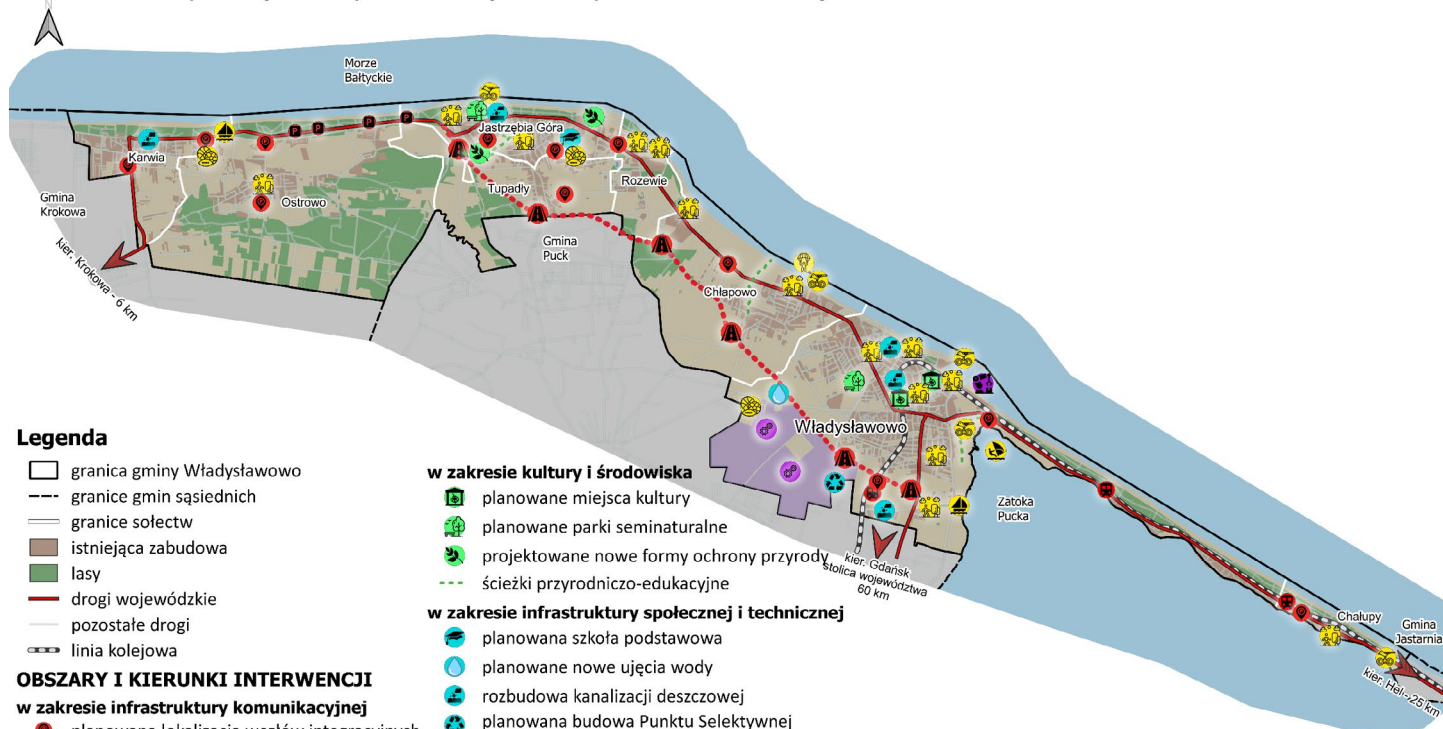 Morze
Bałtyckie
Jastrzębia Góra
Karwia
Gmina
Krokowa
Ostrowo
Tupadły
Rozewie
Gmina
Puck
kier. Krokowa - 6 km
Chłapowo
Władysławowo
Zatoka
Pucka
kier. Gdańsk
stolica województwa
60 km
Chałupy
Gmina
Jastarnia
kier. Hel - 25 km
Legenda
granica gminy Władysławowo
granice gmin sąsiednich
granice sołectw
istniejąca zabudowa
lasy
drogi wojewódzkie
pozostałe drogi
linia kolejowa
OBSZARY I KIERUNKI INTERWENCJI
w zakresie infrastruktury komunikacyjnej
planowana lokalizacja węzłów integracyjnych
w zakresie kultury i środowiska
planowane miejsca kultury
planowane parki seminaturalne
projektowane nowe formy ochrony przyrody
ścieżki przyrodniczo-edukacyjne
w zakresie infrastruktury społecznej i technicznej
planowana szkoła podstawowa
planowane nowe ujęcia wody
rozbudowa kanalizacji deszczowej
planowana budowa Punktu Selektywnej